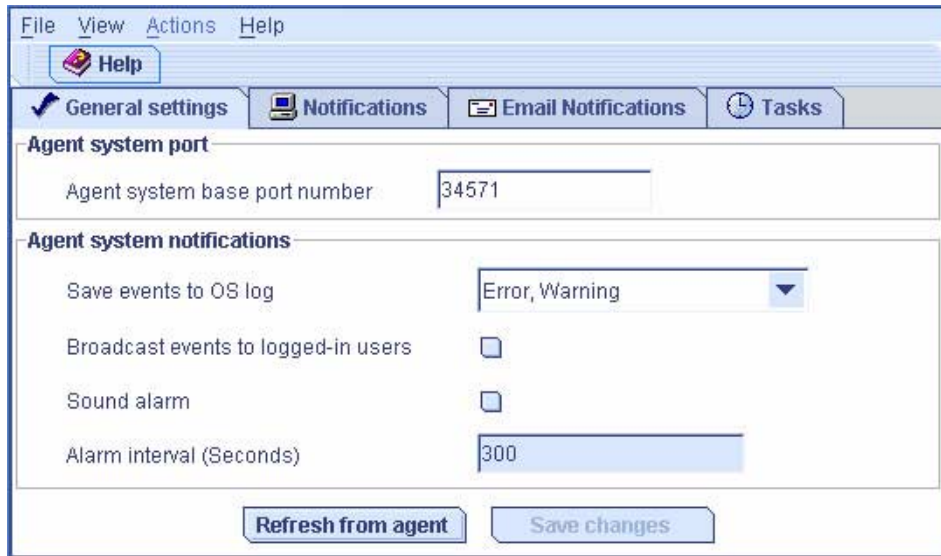 File View Actions Help
Help
General settings Notifications Email Notifications Tasks
Agent system port
Agent system base port number 34571
Agent system notifications
Save events to OS log Error, Warning
Broadcast events to logged-in users
Sound alarm
Alarm interval (Seconds) 300
Refresh from agent Save changes